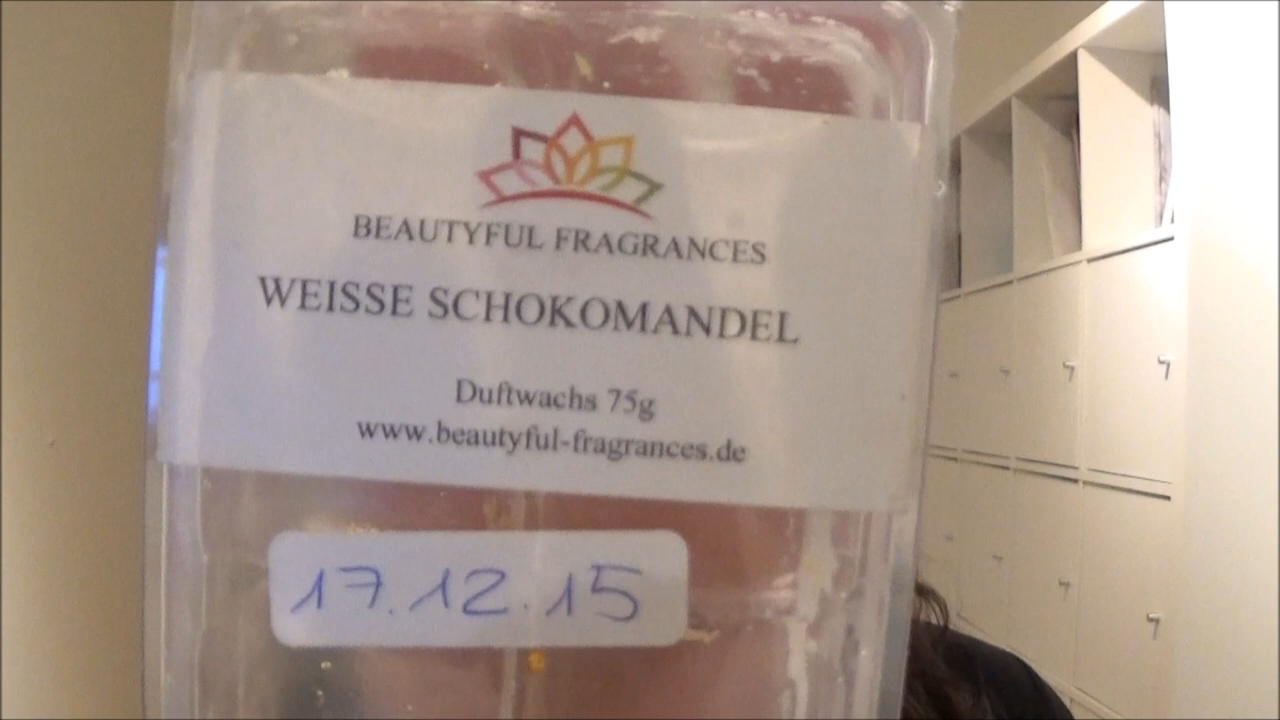 BEAUTYFUL FRAGRANCES
WEISSE SCHOKOMANDEL
Duftwachs 75g
www.beautyful-fragrances.de
17.12.15